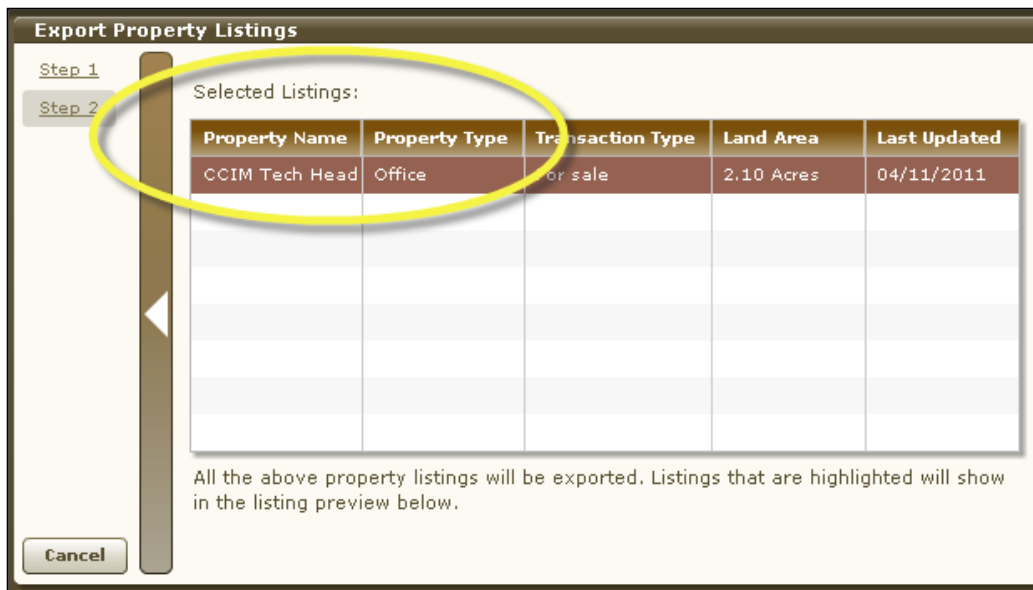 Export Property Listings
Step 1
Step 2
Selected Listings:
Property Name Property Type Transaction Type Land Area Last Updated
CCIM Tech Head Office For sale 2.10 Acres 04/11/2011
All the above property listings will be exported. Listings that are highlighted will show
in the listing preview below.
Cancel